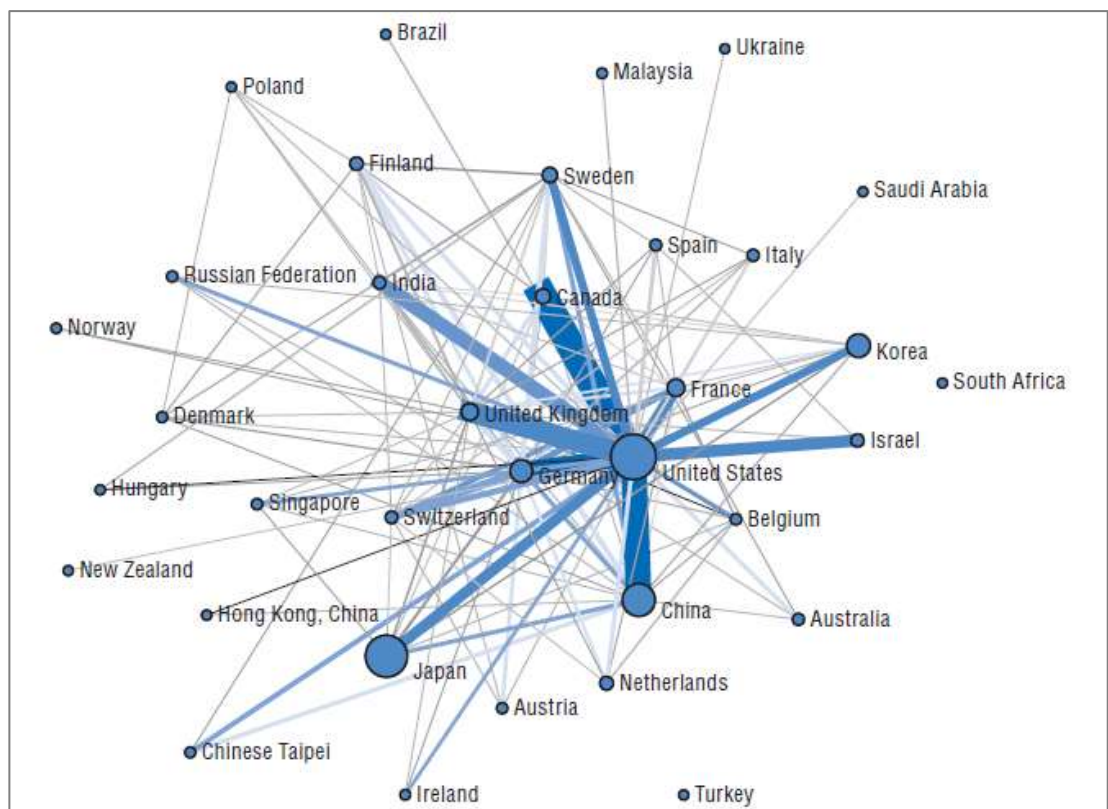 Brazil
Ukraine
Malaysia
Poland
Finland
Sweden
Saudi Arabia
Spain
Italy
Russian Federation
India
Canada
Norway
Korea
South Africa
France
Denmark
United Kingdom
Israel
United States
Germany
Hungary
Singapore
Switzerland
Belgium
New Zealand
Hong Kong, China
China
Australia
Japan
Netherlands
Austria
Chinese Taipei
Ireland
Turkey